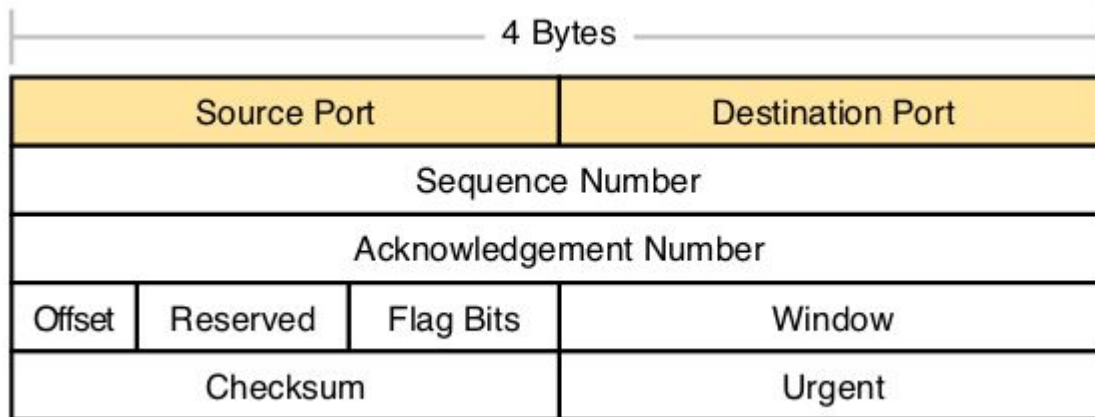 4 Bytes
Source Port Destination Port
Sequence Number
Acknowledgement Number
Offset Reserved Flag Bits Window
Checksum Urgent